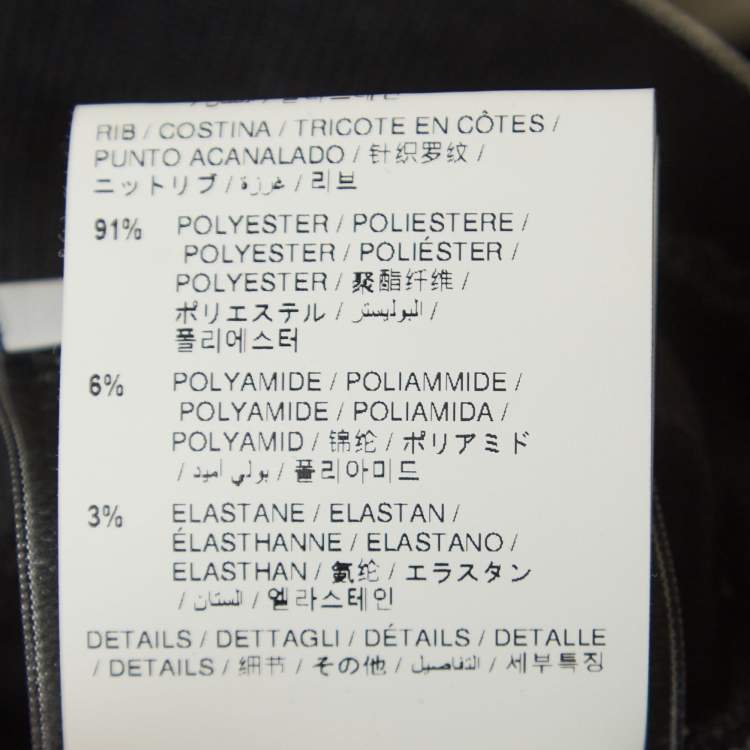 RIB / COSTINA / TRICOTE EN CÔTES /
PUNTO ACANALADO / 针织罗纹 /
ニットリブ / غرزة / 리브
91% POLYESTER / POLIESTERE /
POLYESTER / POLIÉSTER /
POLYESTER / 聚酯纤维 /
ポリエステル / البوليستر /
폴리에스터
6% POLYAMIDE / POLIAMMIDE /
POLYAMIDE / POLIAMIDA /
POLYAMID / 锦纶 / ポリアミド
/ بولي اميد / 폴리아미드
3% ELASTANE / ELASTAN /
ÉLASTHANNE / ELASTANO /
ELASTHAN / 氨纶 / エラスタン
/ الستان / 엘라스테인
DETAILS / DETTAGLI / DÉTAILS / DETALLE
/ DETAILS / 细节 / その他 / التفاصيل / 세부특징